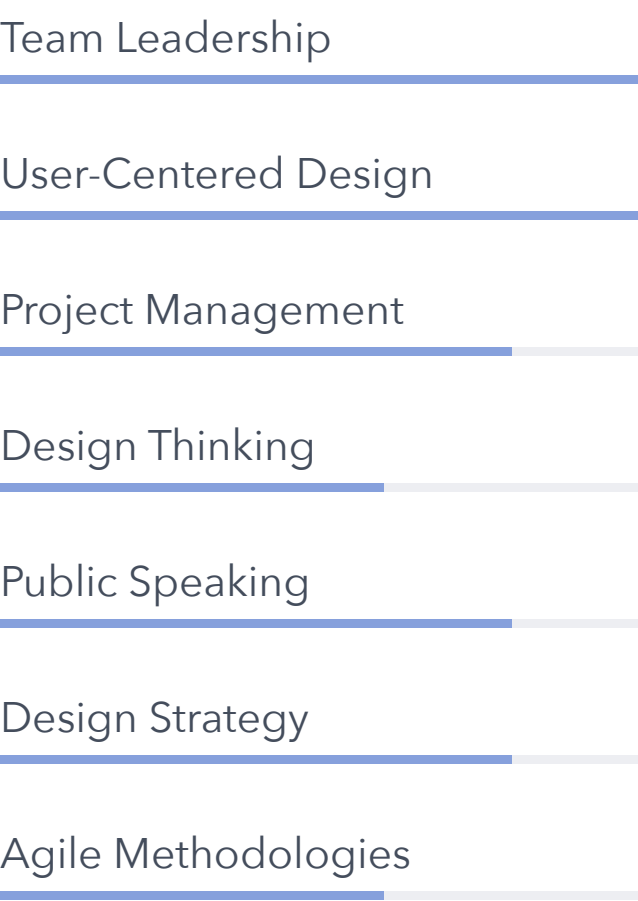 Team Leadership
User-Centered Design
Project Management
Design Thinking
Public Speaking
Design Strategy
Agile Methodologies